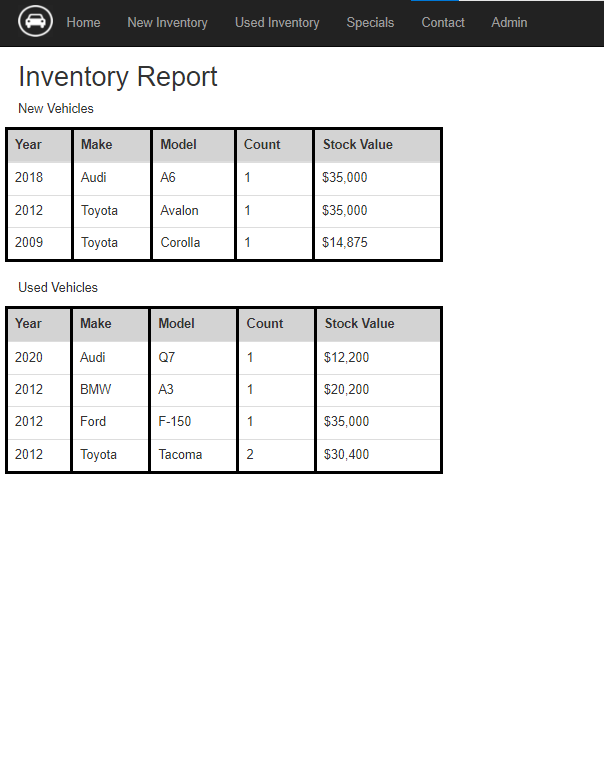 Home New Inventory Used Inventory Specials Contact Admin
Inventory Report
New Vehicles
Year Make Model Count Stock Value
2018 Audi A6 1 $35,000
2012 Toyota Avalon 1 $35,000
2009 Toyota Corolla 1 $14,875
Used Vehicles
Year Make Model Count Stock Value
2020 Audi Q7 1 $12,200
2012 BMW A3 1 $20,200
2012 Ford F-150 1 $35,000
2012 Toyota Tacoma 2 $30,400